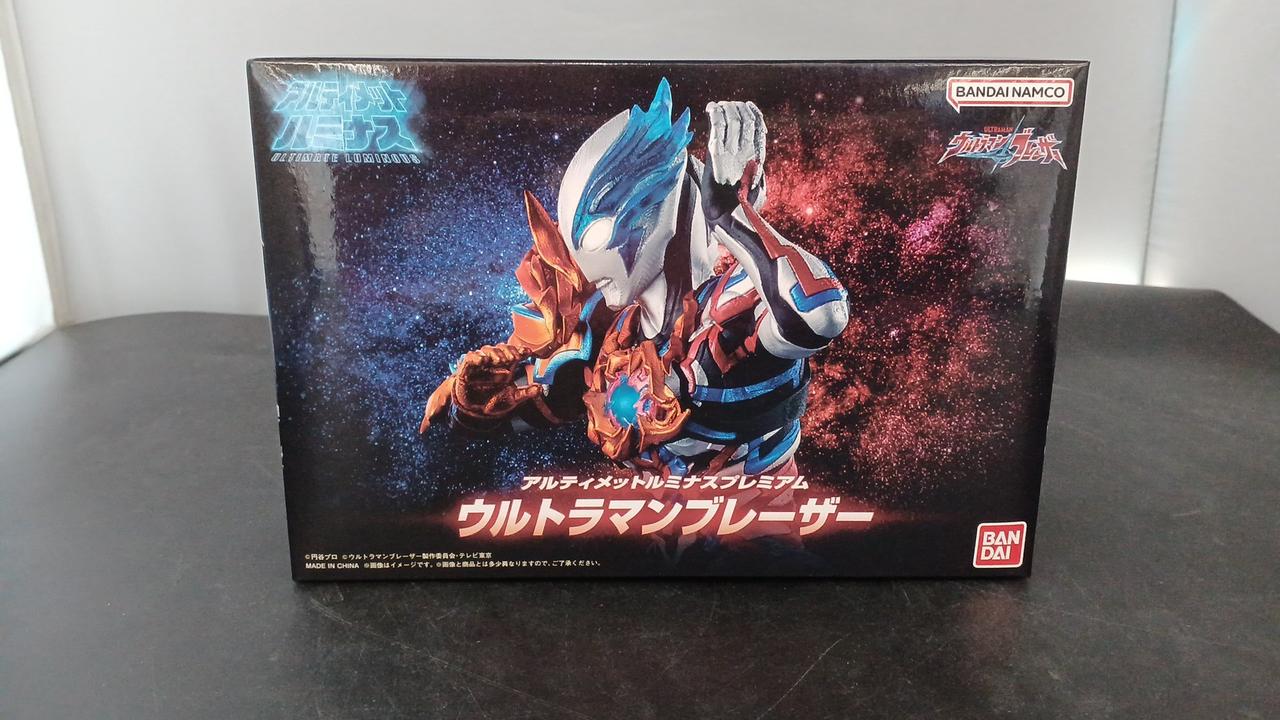 アルティメット
ルミナス
ULTIMATE LUMINOUS
BANDAI NAMCO
ULTRAMAN
ウルトラマンブレーザー
アルティメットルミナスプレミアム
ウルトラマンブレーザー
©円谷プロ ©ウルトラマンブレーザー製作委員会・テレビ東京
MADE IN CHINA ※画像はイメージです。※画像と商品とは多少異なりますので、ご了承ください。
BAN
DAI